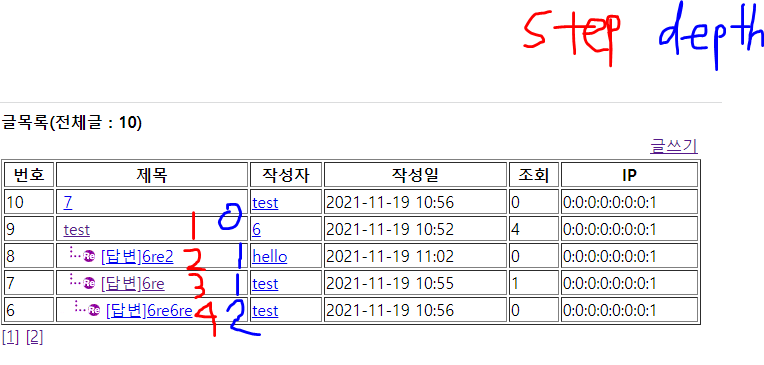 step depth
글목록(전체글 : 10)
글쓰기
번호 제목 작성자 작성일 조회 IP
10 7 test 2021-11-19 10:56 0 0:0:0:0:0:0:0:1
9 test 1 0 6 2021-11-19 10:52 4 0:0:0:0:0:0:0:1
8 Re [답변]6re2 2 1 hello 2021-11-19 11:02 0 0:0:0:0:0:0:0:1
7 Re [답변]6re 3 1 test 2021-11-19 10:55 1 0:0:0:0:0:0:0:1
6 Re [답변]6re6re 4 2 test 2021-11-19 10:56 0 0:0:0:0:0:0:0:1
[1] [2]